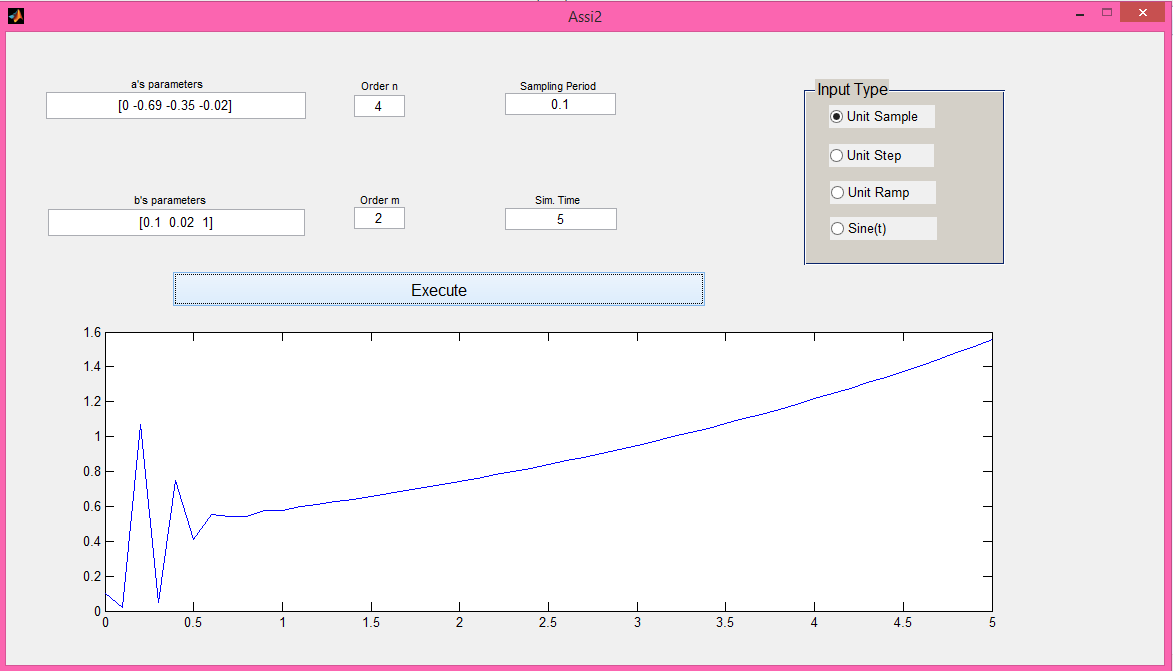 Assi2
a's parameters
[0 -0.69 -0.35 -0.02]
Order n
4
Sampling Period
0.1
Input Type
Unit Sample
Unit Step
Unit Ramp
Sine(t)
b's parameters
[0.1 0.02 1]
Order m
2
Sim. Time
5
Execute
1.6
1.4
1.2
1
0.8
0.6
0.4
0.2
0
0 0.5 1 1.5 2 2.5 3 3.5 4 4.5 5